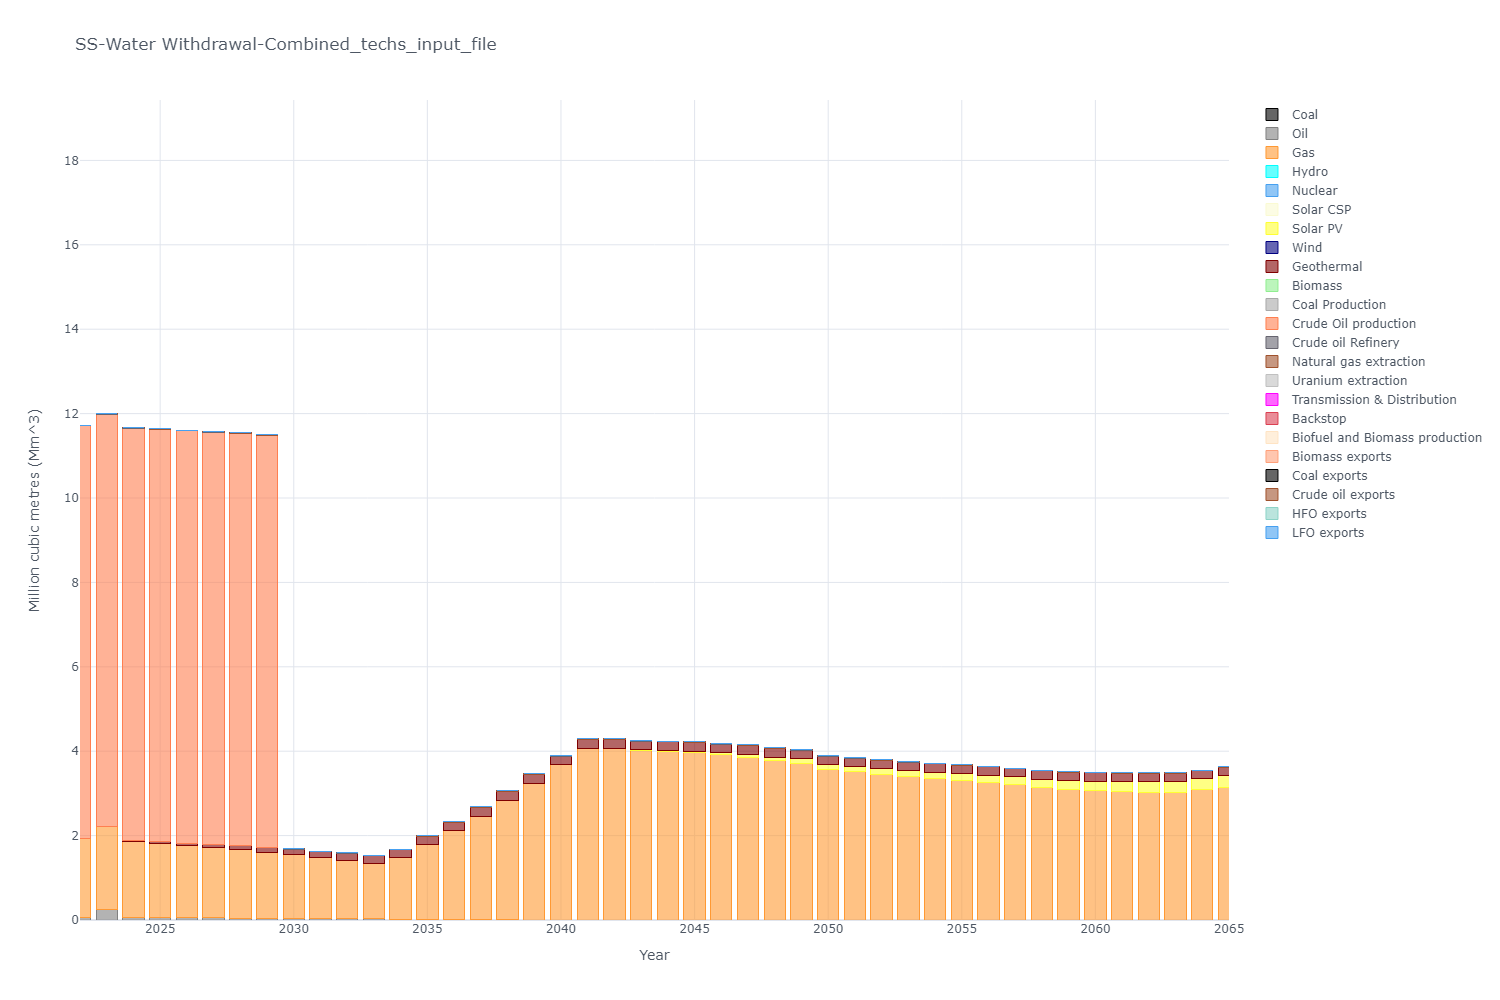 SS-Water Withdrawal-Combined_techs_input_file
18
16
14
12
10
8
6
4
2
0
Million cubic metres (Mm^3)
2025 2030 2035 2040 2045 2050 2055 2060 2065
Year
Coal
Oil
Gas
Hydro
Nuclear
Solar CSP
Solar PV
Wind
Geothermal
Biomass
Coal Production
Crude Oil production
Crude oil Refinery
Natural gas extraction
Uranium extraction
Transmission & Distribution
Backstop
Biofuel and Biomass production
Biomass exports
Coal exports
Crude oil exports
HFO exports
LFO exports